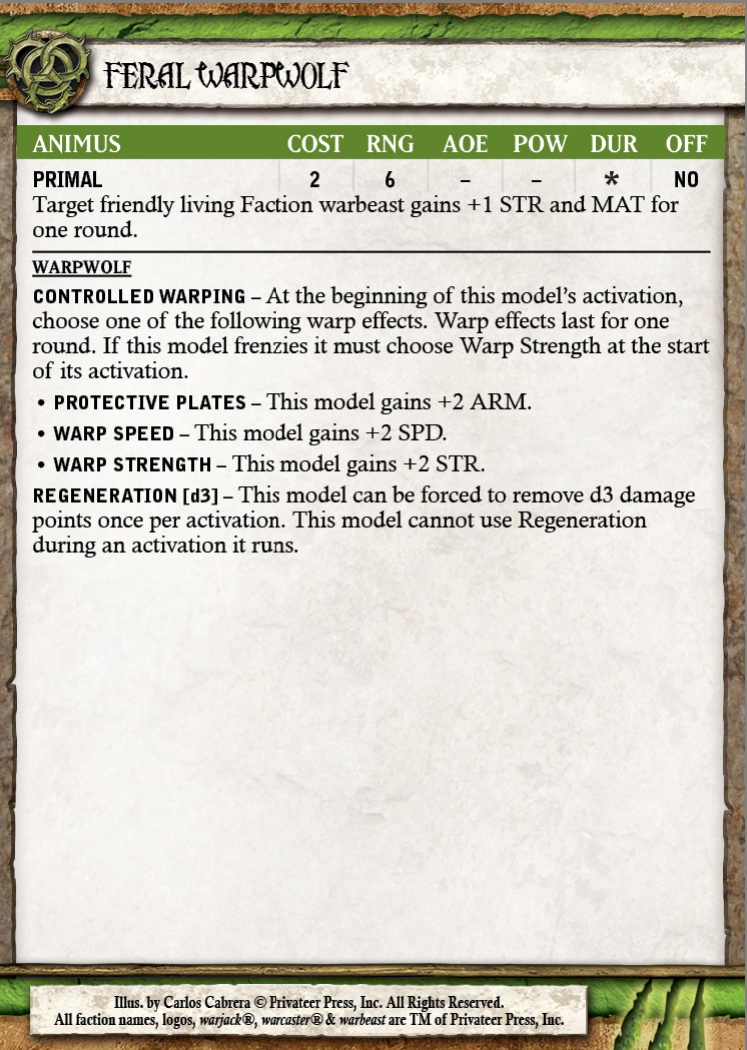 FERAL WARPWOLF
ANIMUS COST RNG AOE POW DUR OFF
PRIMAL 2 6 – – * NO
Target friendly living Faction warbeast gains +1 STR and MAT for
one round.
WARPWOLF
CONTROLLED WARPING – At the beginning of this model's activation,
choose one of the following warp effects. Warp effects last for one
round. If this model frenzies it must choose Warp Strength at the start
of its activation.
• PROTECTIVE PLATES – This model gains +2 ARM.
• WARP SPEED – This model gains +2 SPD.
• WARP STRENGTH – This model gains +2 STR.
REGENERATION [d3] – This model can be forced to remove d3 damage
points once per activation. This model cannot use Regeneration
during an activation it runs.
Illus. by Carlos Cabrera © Privateer Press, Inc. All Rights Reserved.
All faction names, logos, warjack®, warcaster® & warbeast are TM of Privateer Press, Inc.